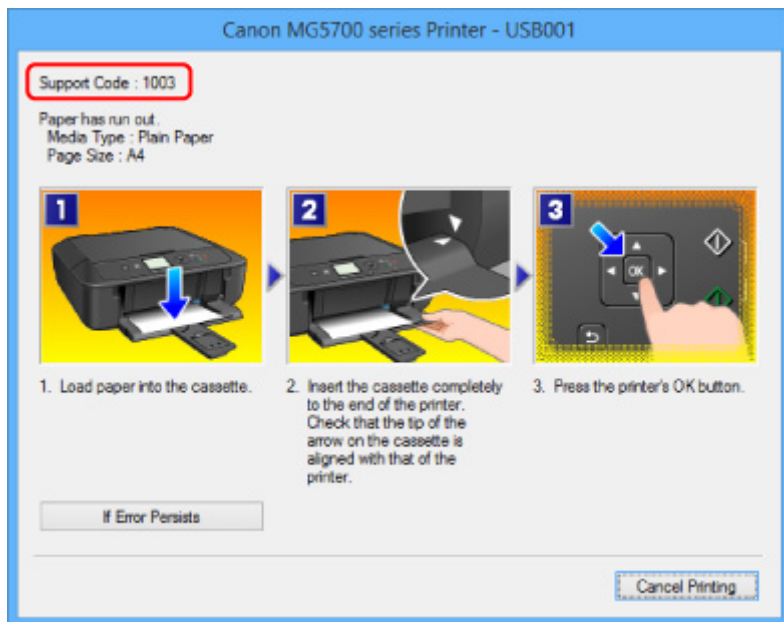 Canon MG5700 series Printer - USB001
Support Code : 1003
Paper has run out.
Media Type : Plain Paper
Page Size : A4
1
2
3
OK
1. Load paper into the cassette.
2. Insert the cassette completely
to the end of the printer.
Check that the tip of the
arrow on the cassette is
aligned with that of the
printer.
3. Press the printer's OK button.
If Error Persists
Cancel Printing